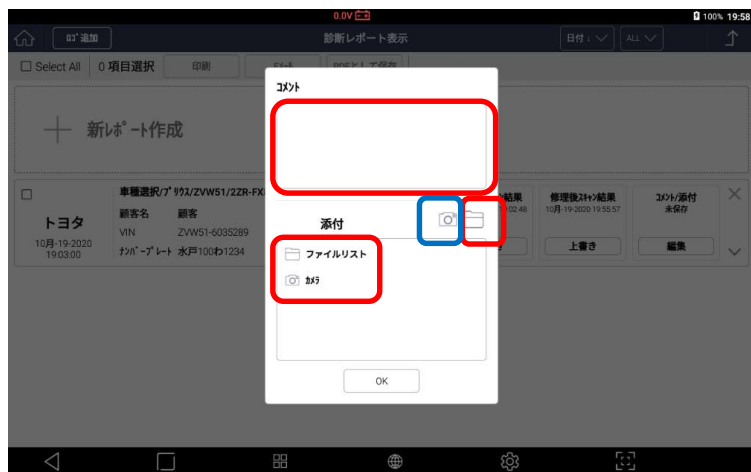 0.0V
100% 19:58
ﾛｺﾞ追加
診断レポート表示
日付↓
ALL
Select All
0 項目選択
印刷
PDFとして保存
新ﾚﾎﾟｰﾄ作成
コメント
トヨタ
10月-19-2020
19:03:00
車種選択/ﾌﾟﾘｳｽ/ZVW51/2ZR-FX
顧客名 顧客
VIN ZVW51-6035289
ﾅﾝﾊﾞｰﾌﾟﾚｰﾄ 水戸100わ1234
結果
修理後ｽｷｬﾝ結果
10月-19-2020 19:55:57
上書き
ｺﾒﾝﾄ/添付
未保存
編集
添付
ファイルリスト
ｶﾒﾗ
OK